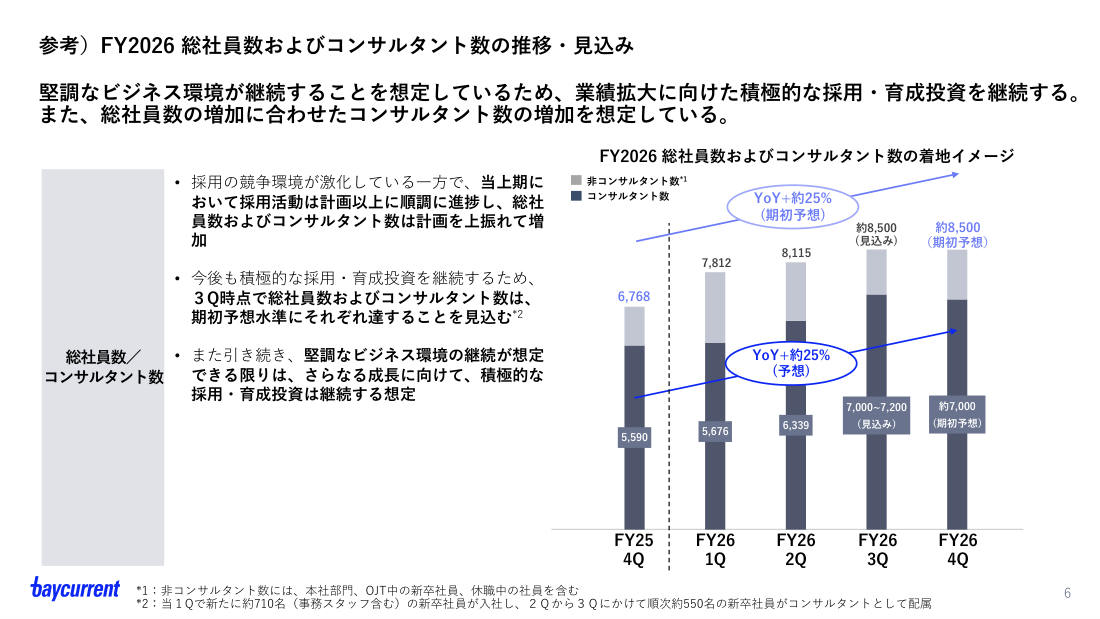 参考）FY2026 総社員数およびコンサルタント数の推移・見込み
堅調なビジネス環境が継続することを想定しているため、業績拡大に向けた積極的な採用・育成投資を継続する。
また、総社員数の増加に合わせたコンサルタント数の増加を想定している。
総社員数／
コンサルタント数
• 採用の競争環境が激化している一方で、当上期に
おいて採用活動は計画以上に順調に進捗し、総社
員数およびコンサルタント数は計画を上振れて増
加
• 今後も積極的な採用・育成投資を継続するため、
３Q時点で総社員数およびコンサルタント数は、
期初予想水準にそれぞれ達することを見込む*2
• また引き続き、堅調なビジネス環境の継続が想定
できる限りは、さらなる成長に向けて、積極的な
採用・育成投資は継続する想定
FY2026 総社員数およびコンサルタント数の着地イメージ
非コンサルタント数*1
コンサルタント数
YoY+約25%
（期初予想）
6,768
7,812
8,115
約8,500
（見込み）
約8,500
（期初予想）
YoY+約25%
（予想）
5,590
5,676
6,339
7,000~7,200
（見込み）
約7,000
（期初予想）
FY25
4Q
FY26
1Q
FY26
2Q
FY26
3Q
FY26
4Q
baycurrent
*1：非コンサルタント数には、本社部門、OJT中の新卒社員、休職中の社員を含む
*2：当１Qで新たに約710名（事務スタッフ含む）の新卒社員が入社し、２Qから３Qにかけて順次約550名の新卒社員がコンサルタントとして配属
6